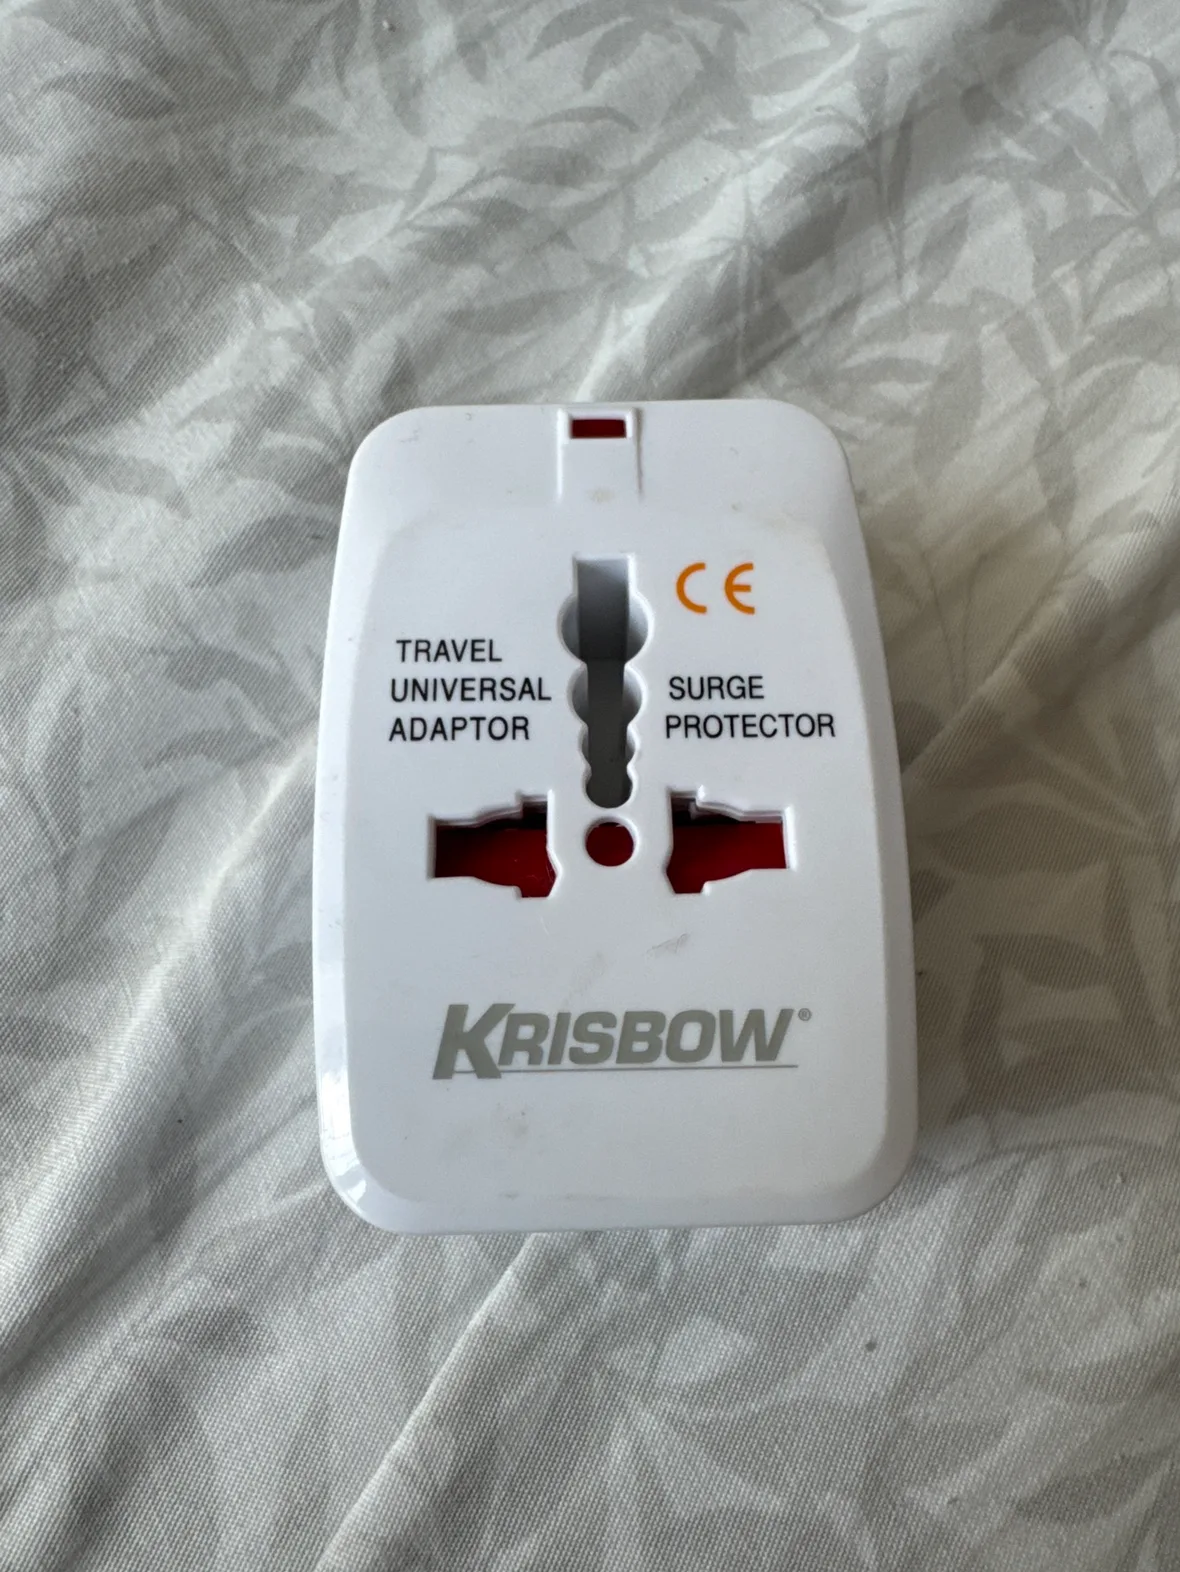 CE
TRAVEL
UNIVERSAL
ADAPTOR
SURGE
PROTECTOR
KRISBOW®